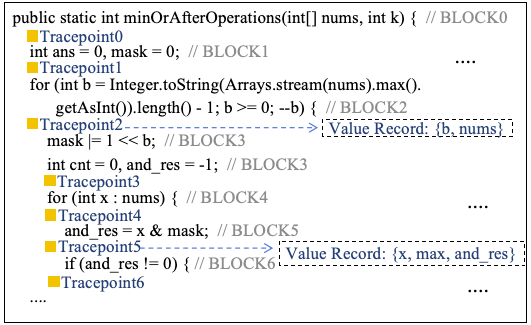 public static int minOrAfterOperations(int[] nums, int k) { // BLOCK0
Tracepoint0
int ans = 0, mask = 0; // BLOCK1 ....
Tracepoint1
for (int b = Integer.toString(Arrays.stream(nums).max().
getAsInt()).length() - 1; b >= 0; --b) { // BLOCK2
Tracepoint2 Value Record: {b, nums}
mask |= 1 << b; // BLOCK3
int cnt = 0, and_res = -1; // BLOCK3
Tracepoint3
for (int x : nums) { // BLOCK4 ....
Tracepoint4
and_res = x & mask; // BLOCK5
Tracepoint5 Value Record: {x, max, and_res}
if (and_res != 0) { // BLOCK6
Tracepoint6 ....
....